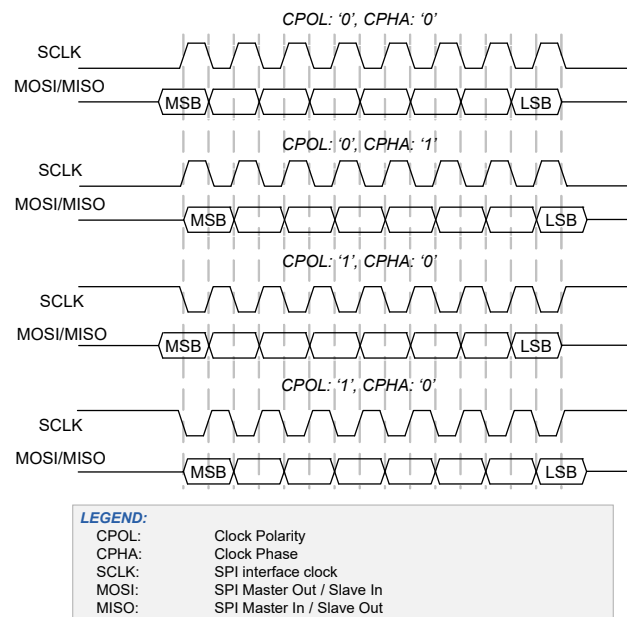 CPOL: ‘0’, CPHA: ‘0’
SCLK
MOSI/MISO
MSB LSB
CPOL: ‘0’, CPHA: ‘1’
SCLK
MOSI/MISO
MSB LSB
CPOL: ‘1’, CPHA: ‘0’
SCLK
MOSI/MISO
MSB LSB
CPOL: ‘1’, CPHA: ‘0’
SCLK
MOSI/MISO
MSB LSB
LEGEND:
CPOL: Clock Polarity
CPHA: Clock Phase
SCLK: SPI interface clock
MOSI: SPI Master Out / Slave In
MISO: SPI Master In / Slave Out